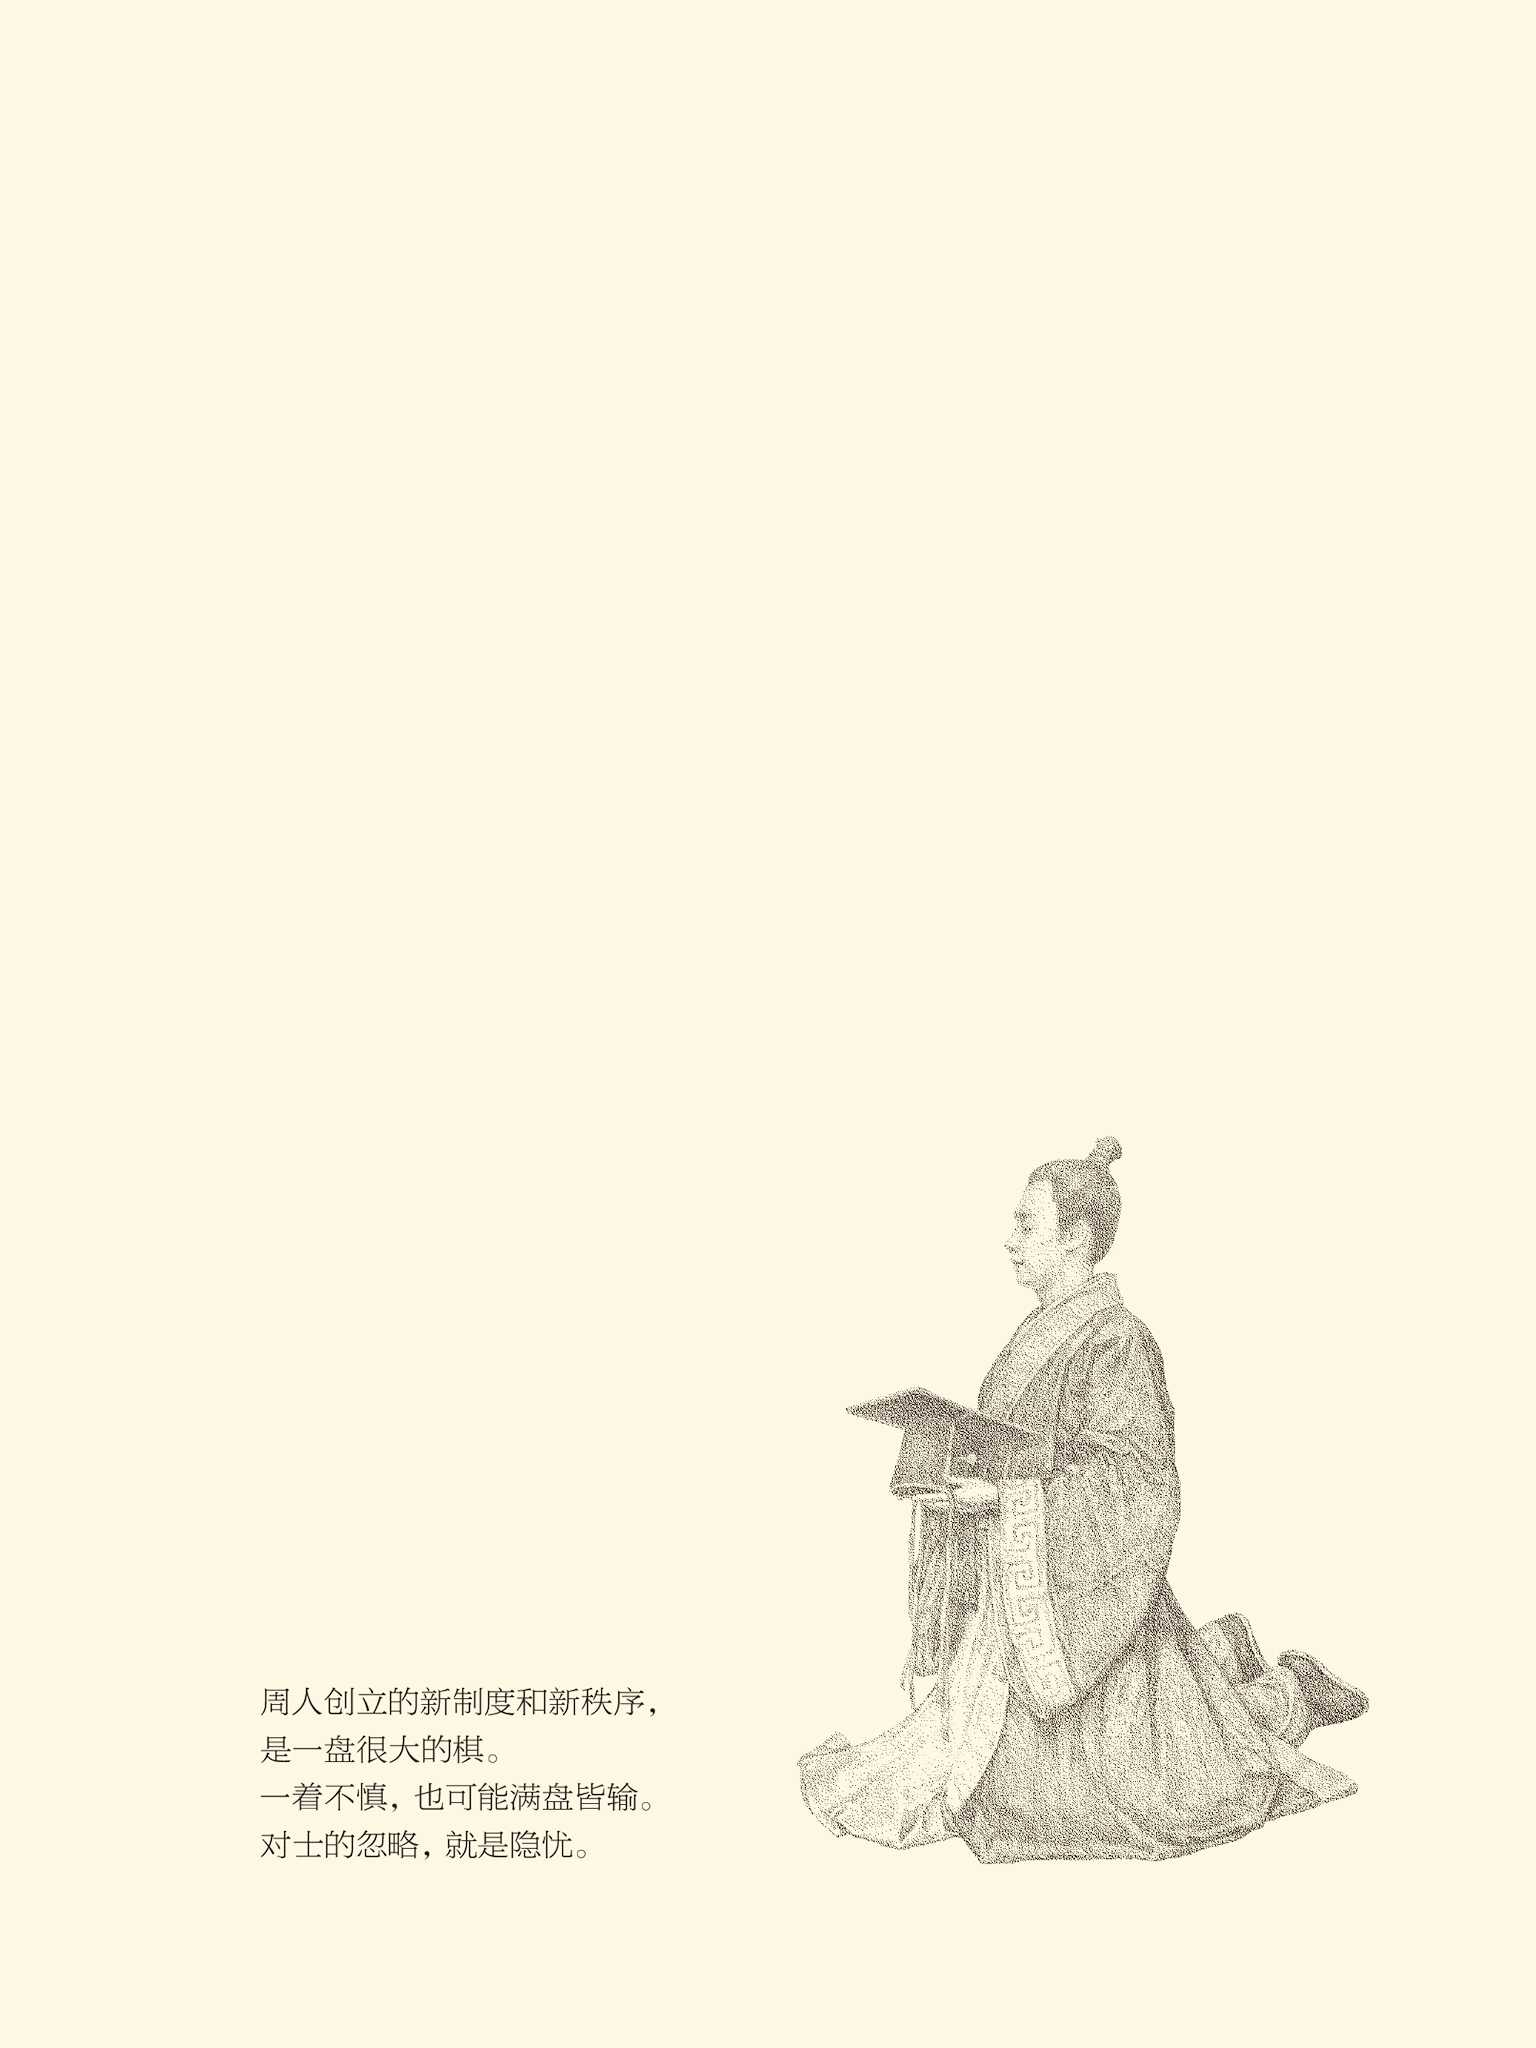 周人创立的新制度和新秩序，
是一盘很大的棋。
一着不慎，也可能满盘皆输。
对士的忽略，就是隐忧。